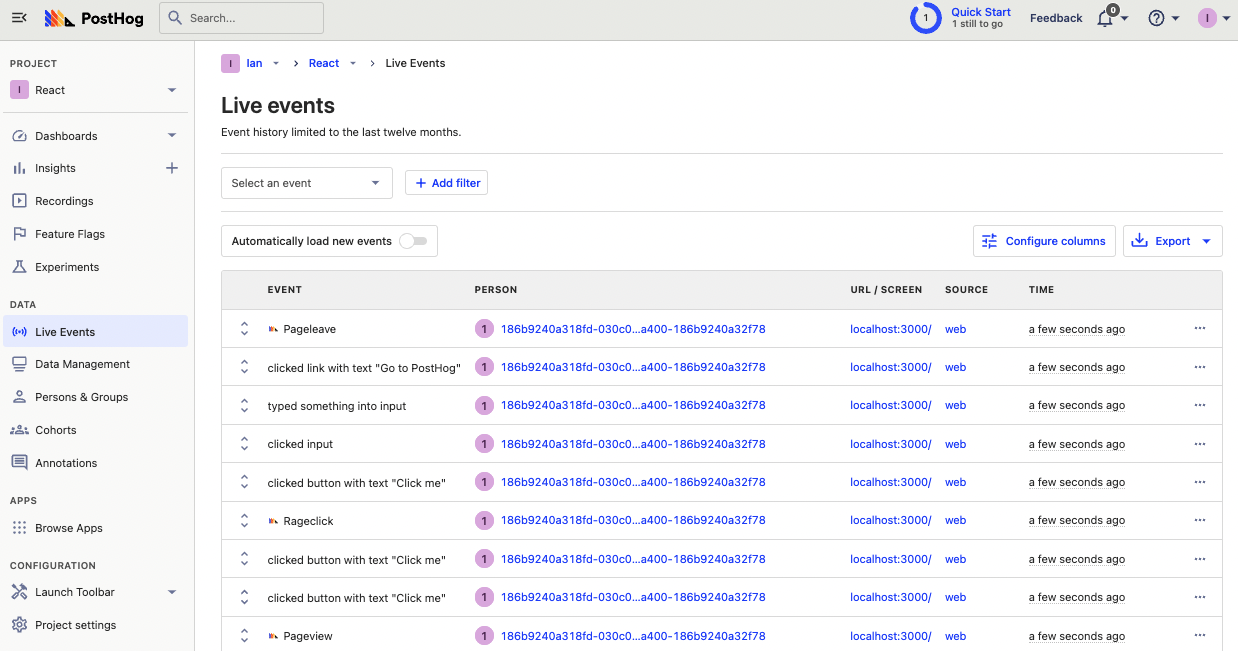 PostHog
Search...
1
Quick Start
1 still to go
Feedback
0
I
PROJECT
I React
Dashboards
Insights
Recordings
Feature Flags
Experiments
DATA
Live Events
Data Management
Persons & Groups
Cohorts
Annotations
APPS
Browse Apps
CONFIGURATION
Launch Toolbar
Project settings
I Ian > React > Live Events
Live events
Event history limited to the last twelve months.
Select an event
+ Add filter
Automatically load new events
Configure columns
Export
EVENT PERSON URL / SCREEN SOURCE TIME
Pageleave 1 186b9240a318fd-030c0...a400-186b9240a32f78 localhost:3000/ web a few seconds ago ...
clicked link with text "Go to PostHog" 1 186b9240a318fd-030c0...a400-186b9240a32f78 localhost:3000/ web a few seconds ago ...
typed something into input 1 186b9240a318fd-030c0...a400-186b9240a32f78 localhost:3000/ web a few seconds ago ...
clicked input 1 186b9240a318fd-030c0...a400-186b9240a32f78 localhost:3000/ web a few seconds ago ...
clicked button with text "Click me" 1 186b9240a318fd-030c0...a400-186b9240a32f78 localhost:3000/ web a few seconds ago ...
Rageclick 1 186b9240a318fd-030c0...a400-186b9240a32f78 localhost:3000/ web a few seconds ago ...
clicked button with text "Click me" 1 186b9240a318fd-030c0...a400-186b9240a32f78 localhost:3000/ web a few seconds ago ...
clicked button with text "Click me" 1 186b9240a318fd-030c0...a400-186b9240a32f78 localhost:3000/ web a few seconds ago ...
Pageview 1 186b9240a318fd-030c0...a400-186b9240a32f78 localhost:3000/ web a few seconds ago ...